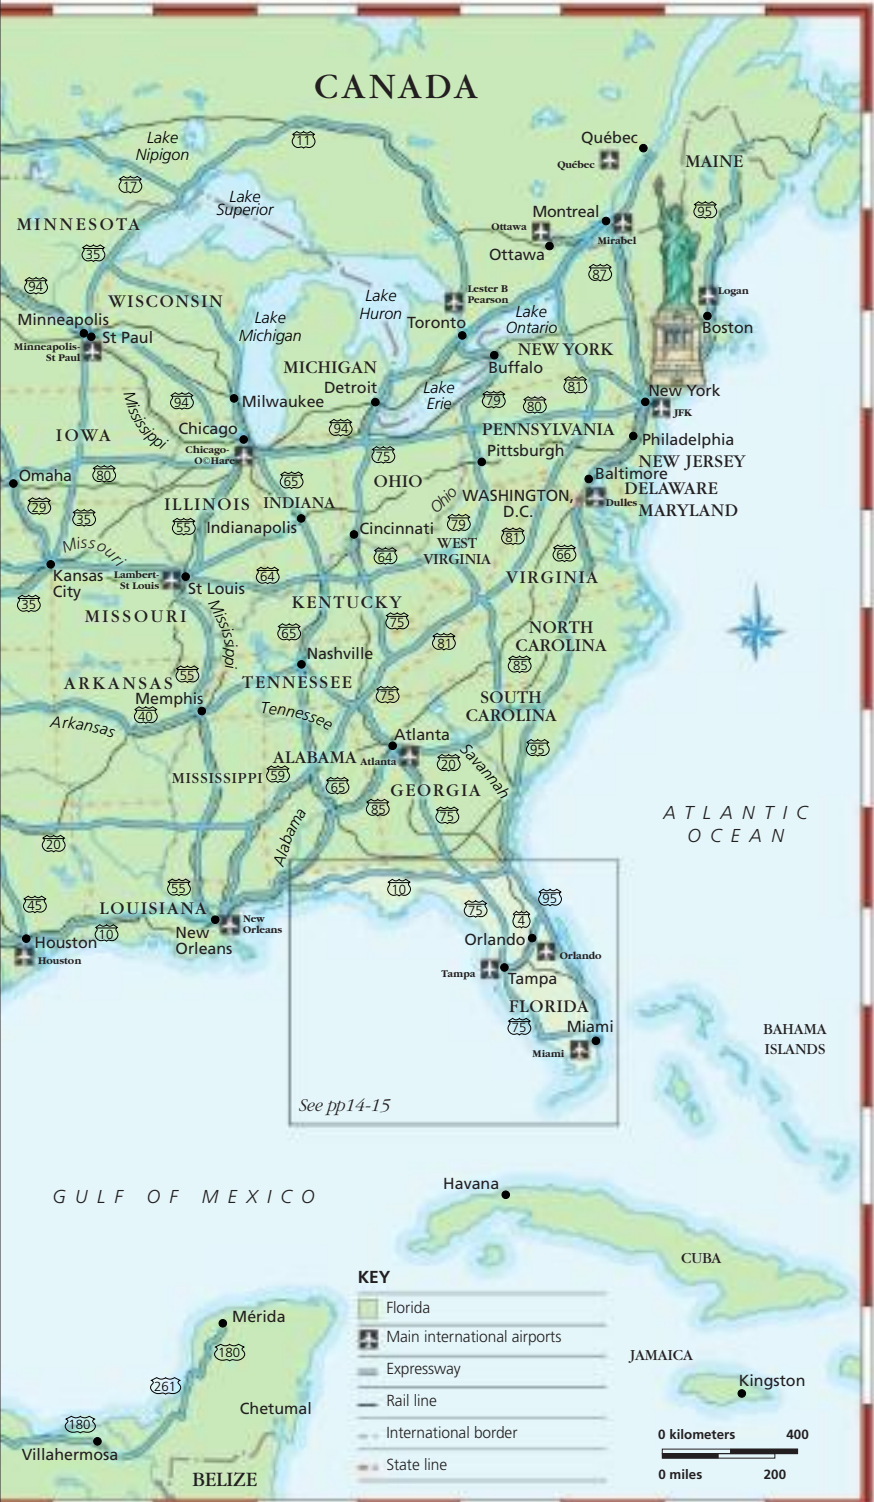 CANADA
Québec
Québec
MAINE
Lake
Nipigon
11
17
Lake
Superior
95
Montreal
Ottawa
Mirabel
Ottawa
MINNESOTA
35
87
94
WISCONSIN
Lester B
Pearson
Logan
Lake
Huron
Lake
Michigan
Lake
Ontario
Toronto
Boston
Minneapolis
St Paul
Minneapolis-
St Paul
NEW YORK
Buffalo
MICHIGAN
Detroit
Lake
Erie
81
New York
JFK
94
Milwaukee
79
80
Mississippi
Chicago
Chicago-
O©Hare
94
PENNSYLVANIA
Philadelphia
IOWA
75
Pittsburgh
NEW JERSEY
Omaha
80
65
OHIO
Baltimore
DELAWARE
29
ILLINOIS
INDIANA
Ohio
WASHINGTON,
D.C.
Dulles
MARYLAND
35
55
Indianapolis
Cincinnati
79
81
Missouri
WEST
VIRGINIA
64
66
Kansas
City
Lambert-
St Louis
St Louis
64
VIRGINIA
35
MISSOURI
Mississippi
KENTUCKY
75
65
81
NORTH
CAROLINA
Nashville
85
55
ARKANSAS
TENNESSEE
75
Memphis
40
Arkansas
Tennessee
SOUTH
CAROLINA
Atlanta
95
ALABAMA
Atlanta
20
Savannah
MISSISSIPPI
59
65
GEORGIA
85
75
Alabama
ATLANTIC
OCEAN
20
55
10
95
45
LOUISIANA
75
4
10
New
Orleans
New
Orleans
Houston
Houston
Orlando
Orlando
Tampa
Tampa
FLORIDA
75
Miami
Miami
BAHAMA
ISLANDS
See pp14-15
Havana
GULF OF MEXICO
CUBA
KEY
Florida
Main international airports
Expressway
Rail line
International border
State line
Mérida
180
261
Chetumal
180
Villahermosa
BELIZE
JAMAICA
Kingston
0 kilometers 400
0 miles 200